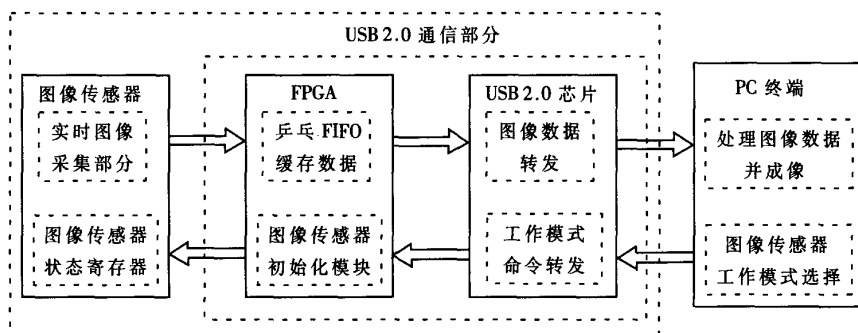 USB2.0 通信部分
图像传感器
实时图像
采集部分
图像传感器
状态寄存器
FPGA
乒乓 FIFO
缓存数据
图像传感器
初始化模块
USB2.0 芯片
图像数据
转发
工作模式
命令转发
PC 终端
处理图像数据
并成像
图像传感器
工作模式选择